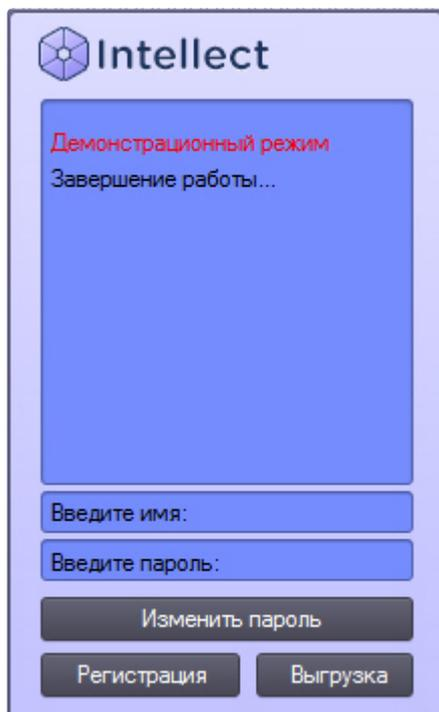 Intellect
Демонстрационный режим
Завершение работы...
Введите имя:
Введите пароль:
Изменить пароль
Регистрация
Выгрузка